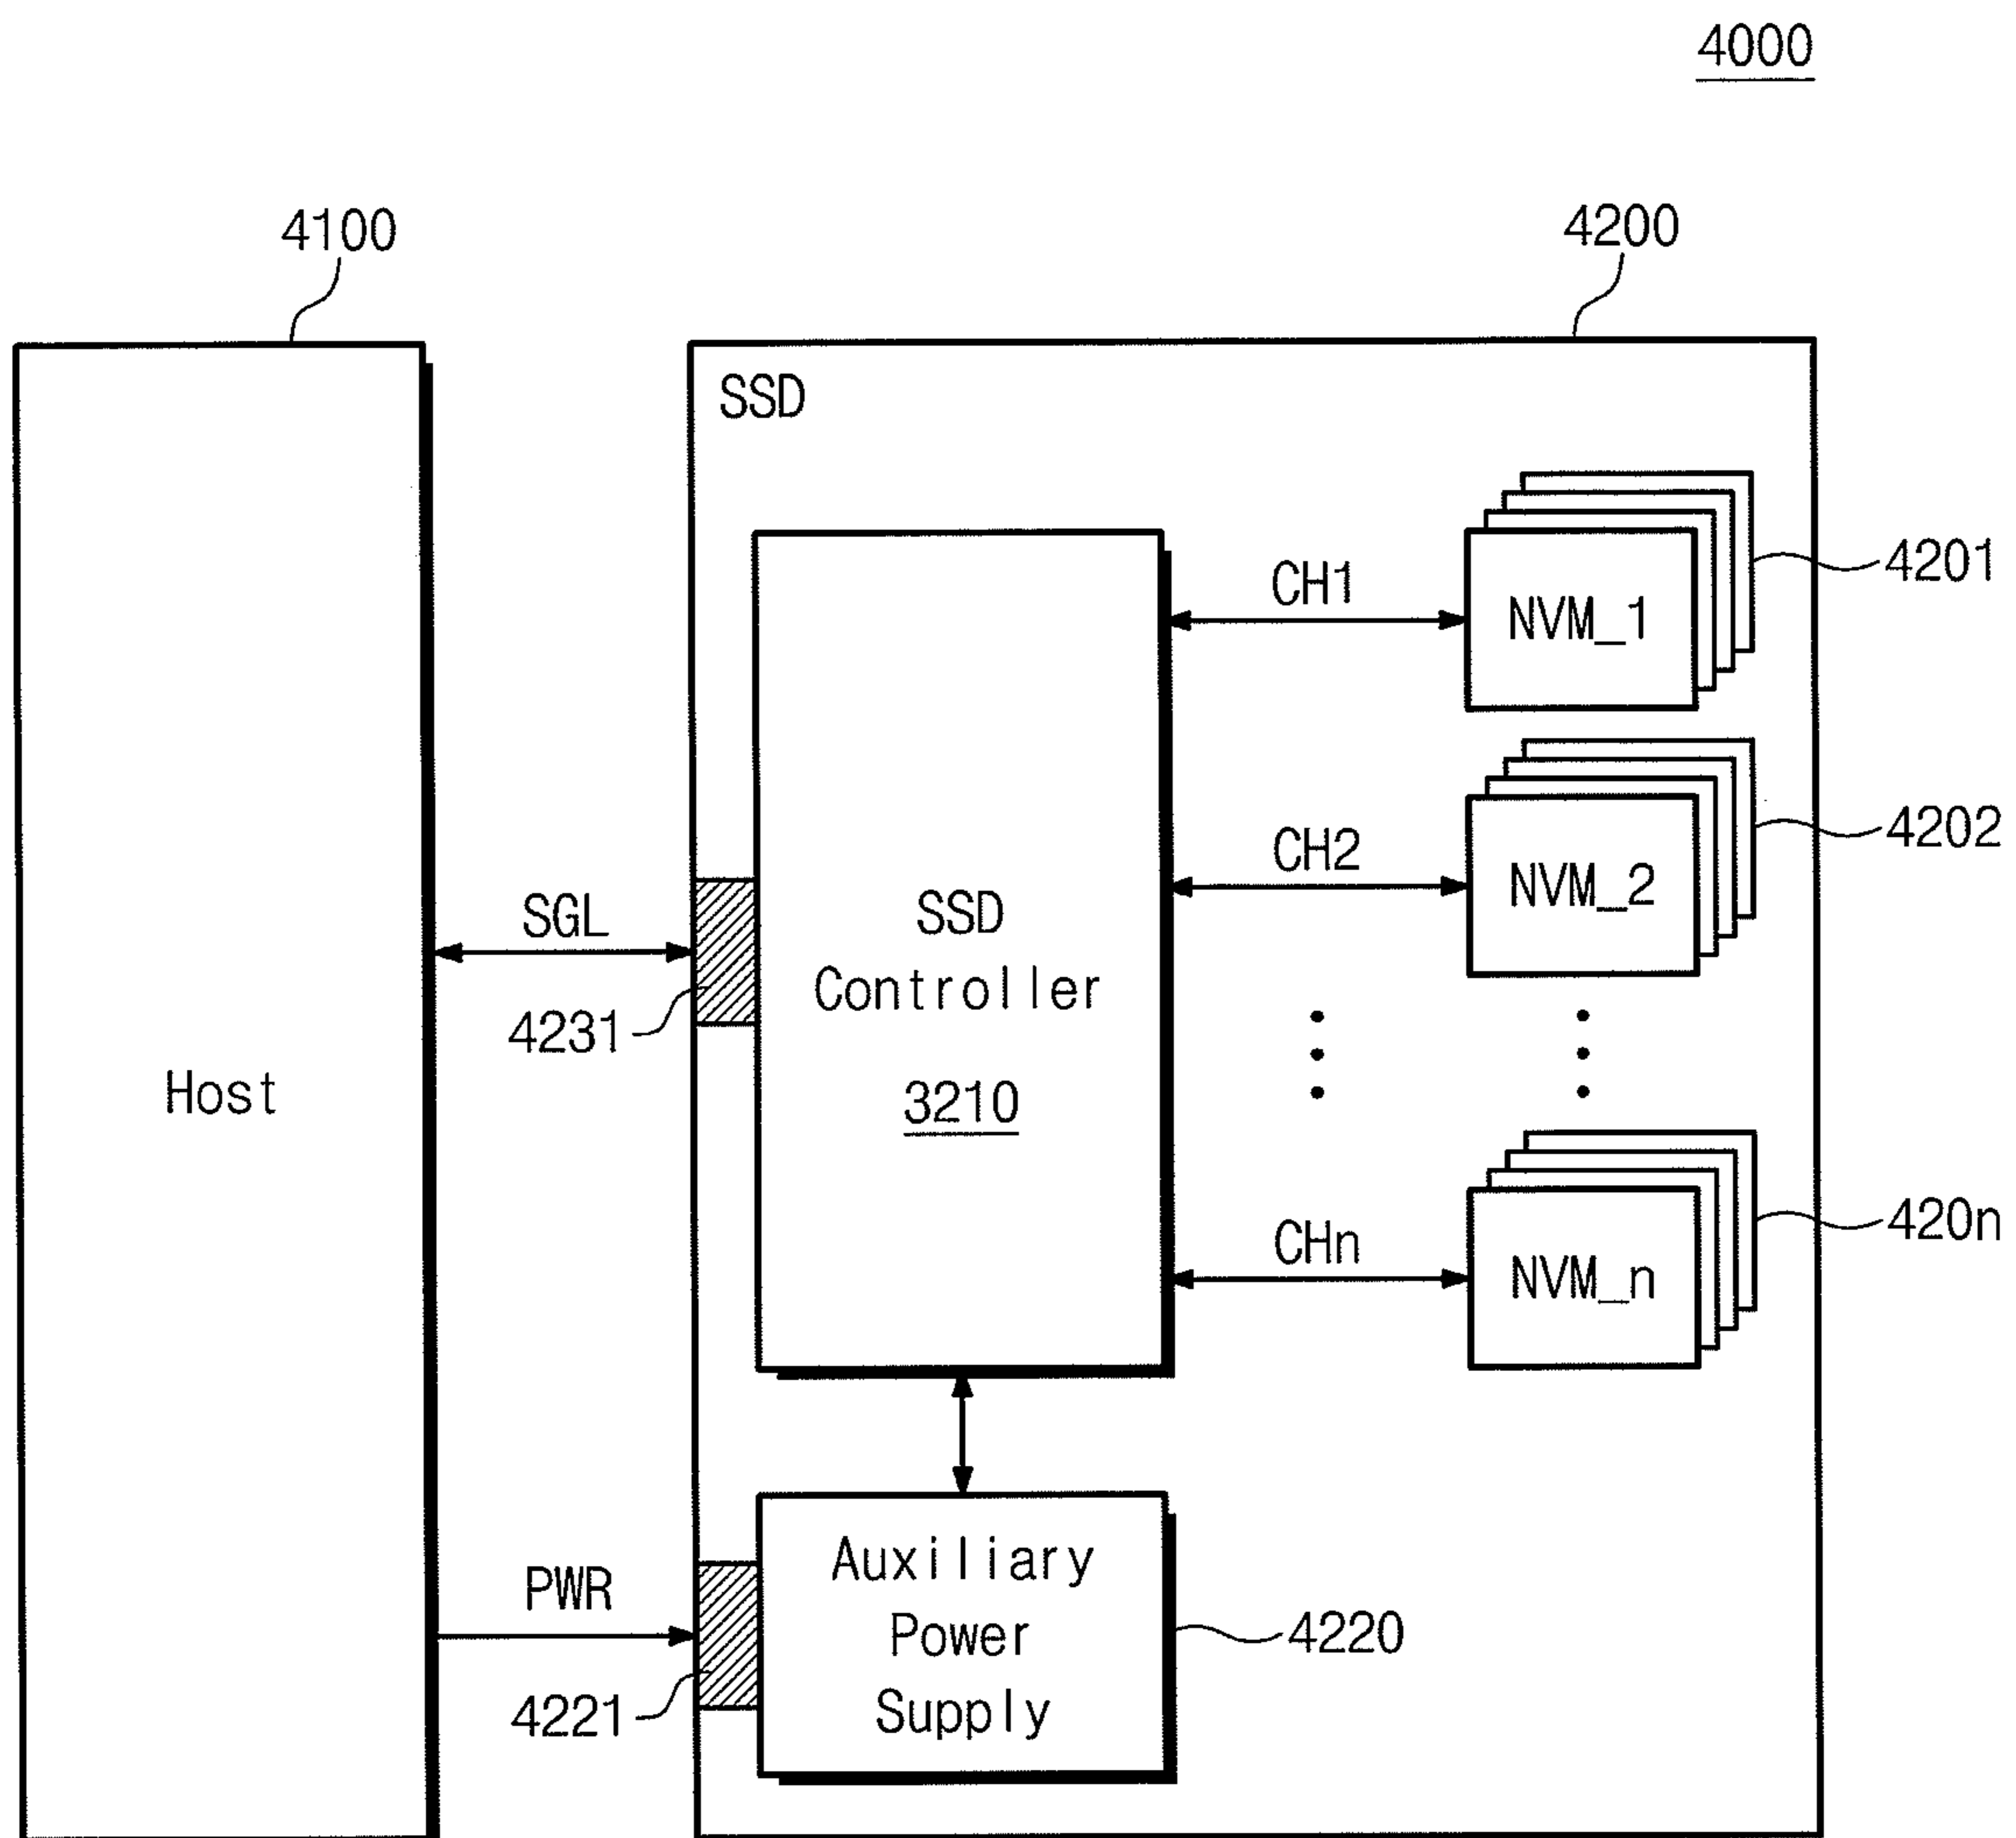 4000
4100
4200
SSD
CH1
NVM_1
4201
CH2
NVM_2
4202
SGL
4231
SSD
Controller
3210
Host
CHn
NVM_n
420n
PWR
4221
Auxiliary
Power
Supply
4220